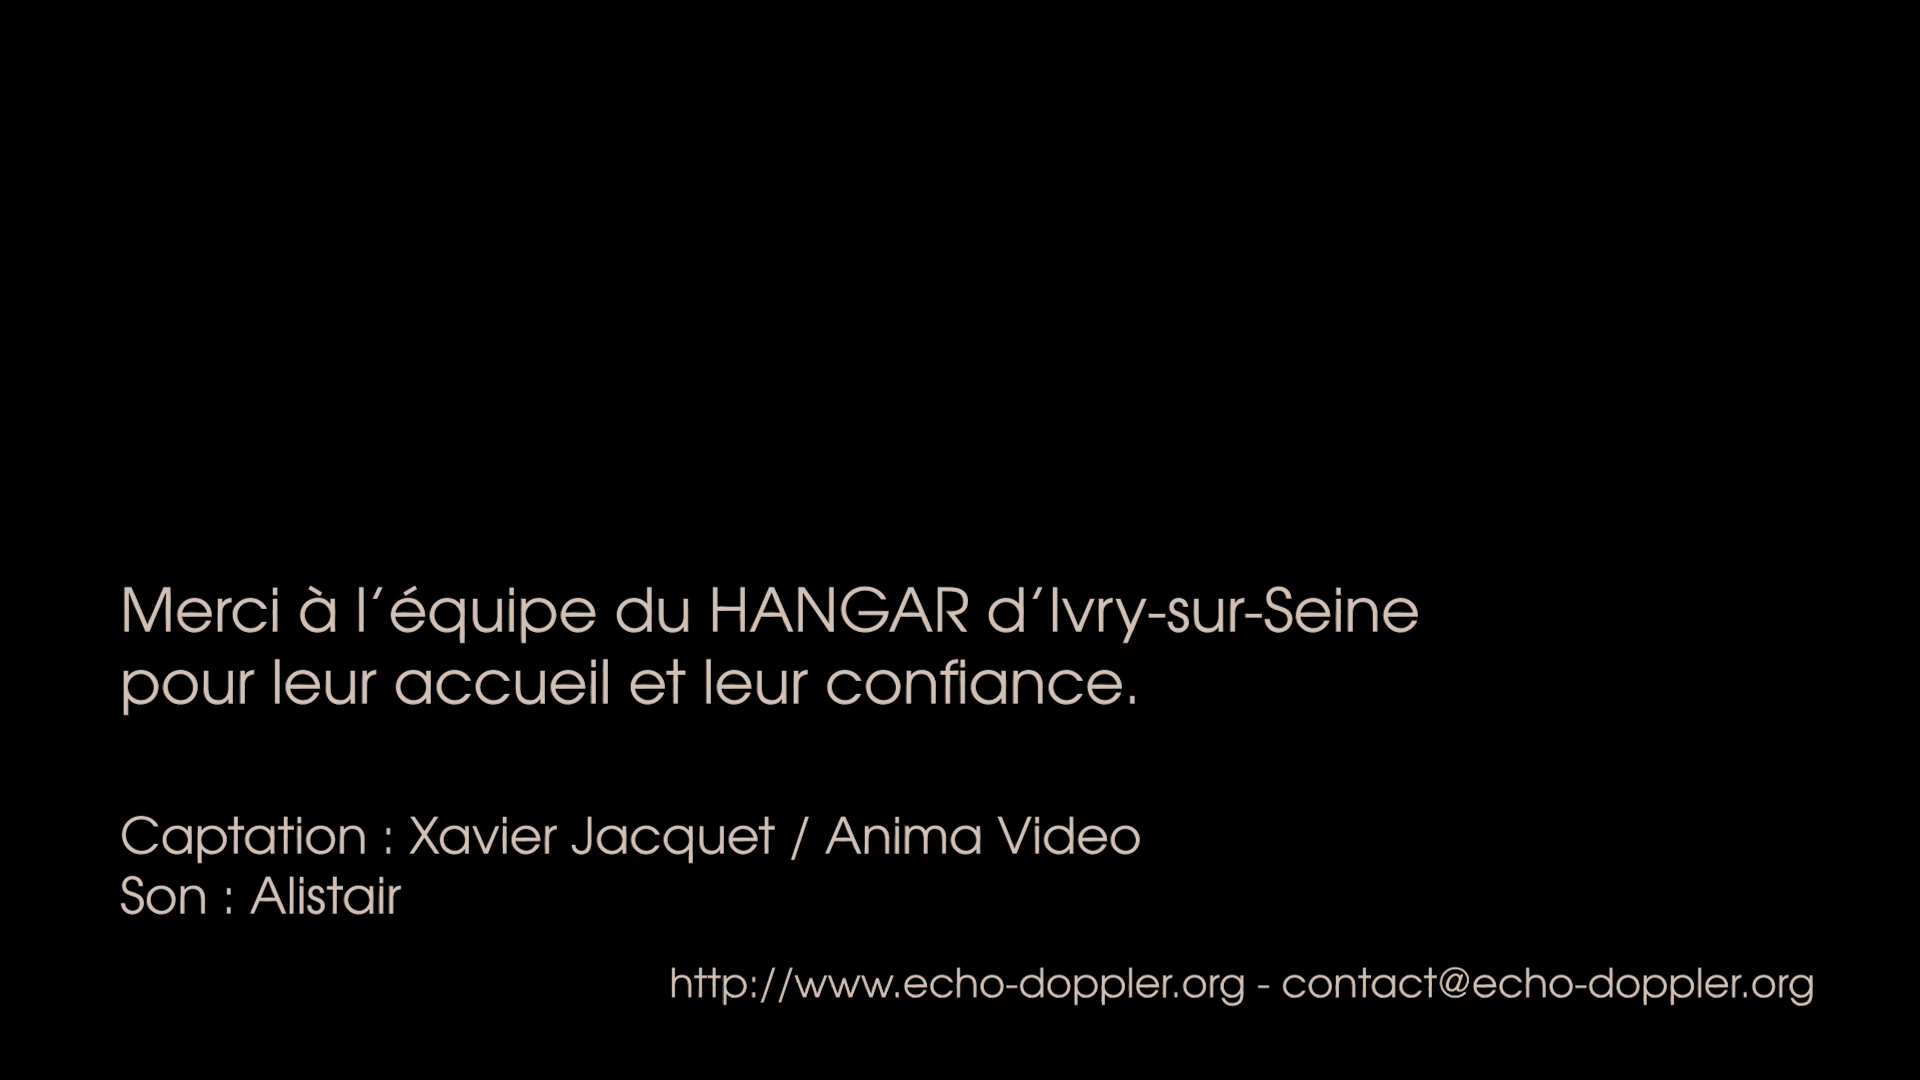 Merci à l'équipe du HANGAR d'Ivry-sur-Seine
pour leur accueil et leur confiance.
Captation : Xavier Jacquet / Anima Video
Son : Alistair
http://www.echo-doppler.org - contact@echo-doppler.org